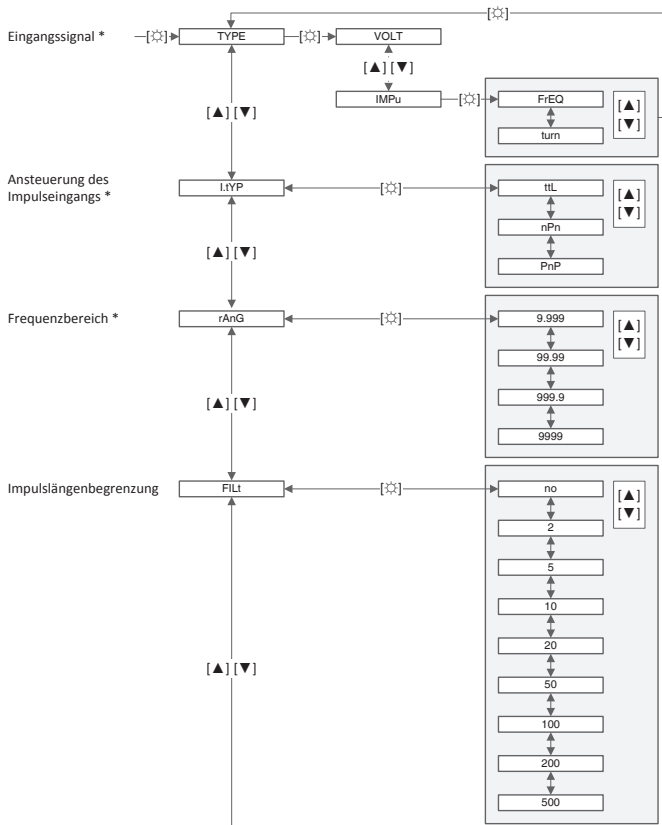 [☼]
Eingangssignal *
[☼]
TYPE
[☼]
VOLT
[▲] [▼]
IMPu
[☼]
FrEQ
turn
[▲]
[▼]
[▲] [▼]
Ansteuerung des
Impulseingangs *
I.tYP
[☼]
ttL
nPn
PnP
[▲]
[▼]
[▲] [▼]
Frequenzbereich *
rAnG
[☼]
9.999
99.99
999.9
9999
[▲]
[▼]
[▲] [▼]
Impulslängenbegrenzung
FILt
[☼]
no
2
5
10
20
50
100
200
500
[▲]
[▼]
[▲] [▼]